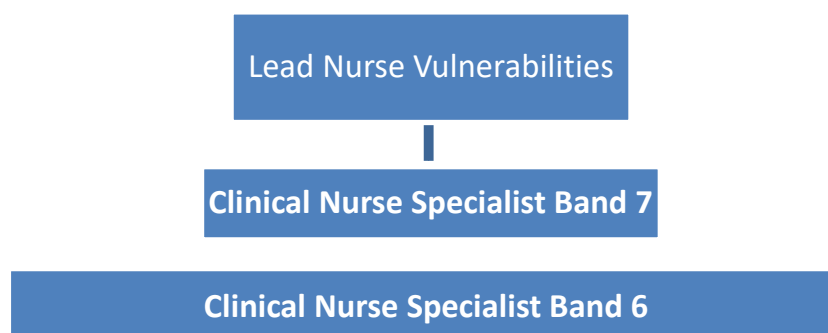 Lead Nurse Vulnerabilities
Clinical Nurse Specialist Band 7
Clinical Nurse Specialist Band 6